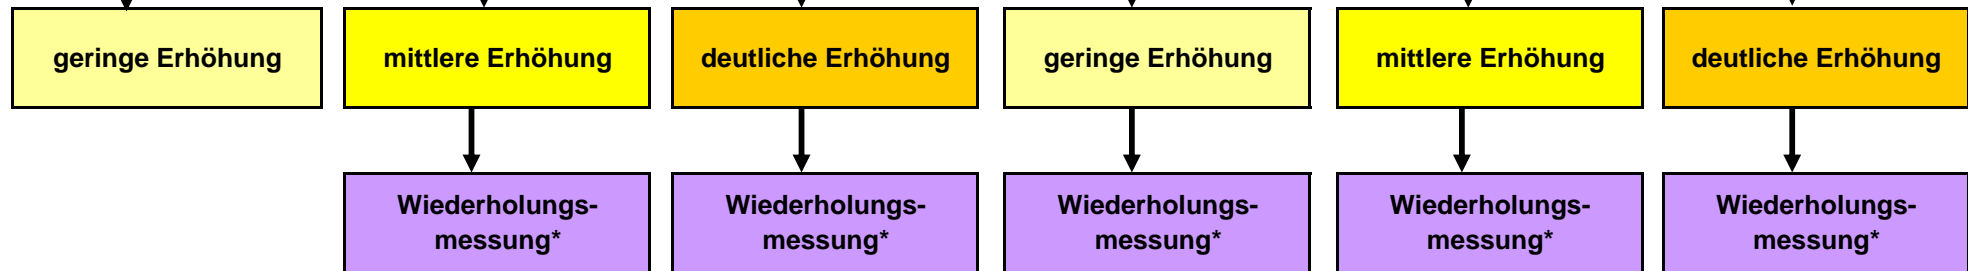 geringe Erhöhung
mittlere Erhöhung
deutliche Erhöhung
geringe Erhöhung
mittlere Erhöhung
deutliche Erhöhung
Wiederholungs-
messung*
Wiederholungs-
messung*
Wiederholungs-
messung*
Wiederholungs-
messung*
Wiederholungs-
messung*